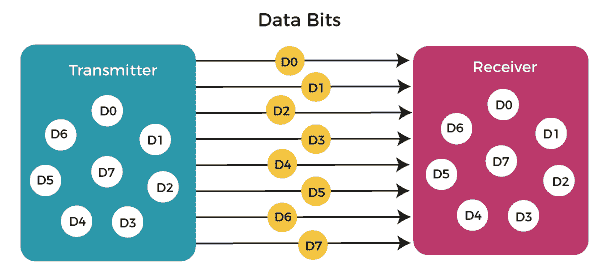 Data Bits
Transmitter
D0
D6
D1
D7
D5
D2
D4
D3
D0
D1
D2
D3
D4
D5
D6
D7
Receiver
D0
D6
D1
D7
D5
D2
D4
D3